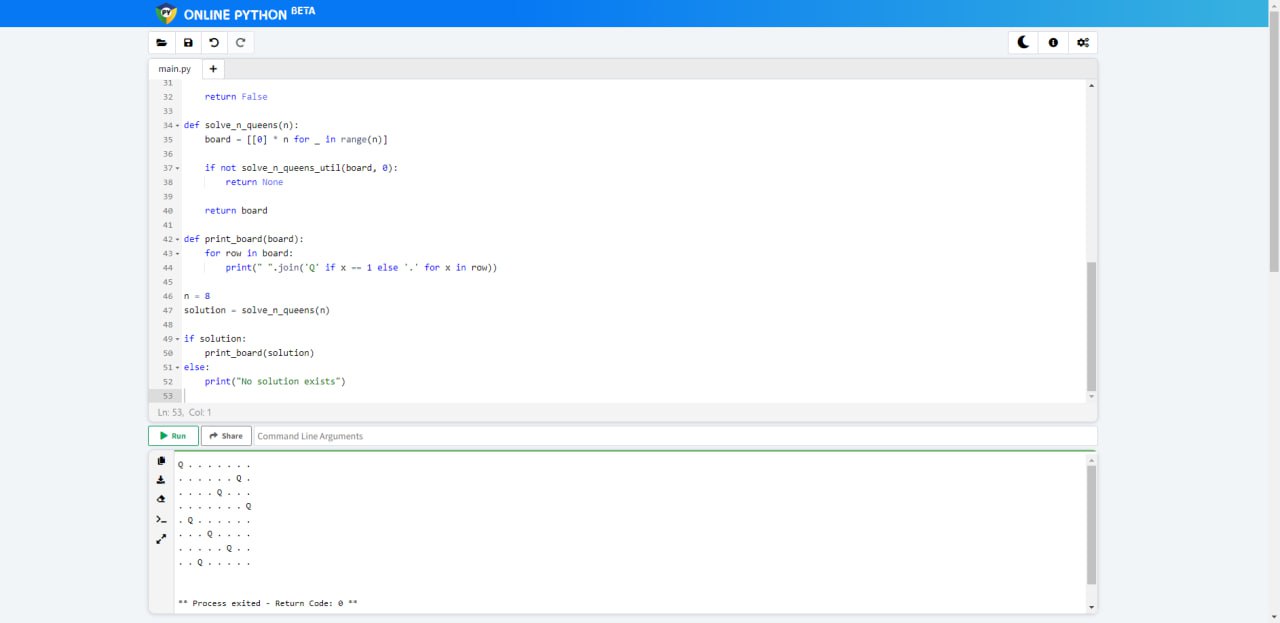 ONLINE PYTHON BETA
main.py +
31
32 return False
33
34 def solve_n_queens(n):
35 board = [[0] * n for _ in range(n)]
36
37 if not solve_n_queens_util(board, 0):
38 return None
39
40 return board
41
42 def print_board(board):
43 for row in board:
44 print(" ".join('Q' if x == 1 else '.' for x in row))
45
46 n = 8
47 solution = solve_n_queens(n)
48
49 if solution:
50 print_board(solution)
51 else:
52 print("No solution exists")
53
Ln: 53, Col: 1
Run Share Command Line Arguments
Q . . . . . . .
. . . . . . Q .
. . . . Q . . .
. . . . . . . Q
. Q . . . . . .
. . . Q . . . .
. . . . . Q . .
. . Q . . . . .
** Process exited - Return Code: 0 **